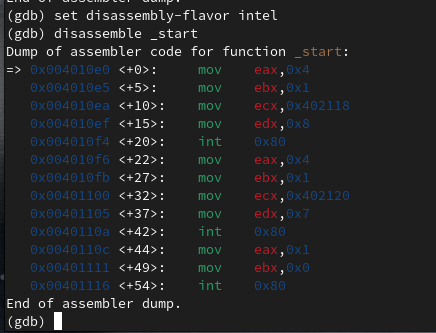 End of assembler dump.
(gdb) set disassembly-flavor intel
(gdb) disassemble _start
Dump of assembler code for function _start:
=> 0x004010e0 <+0>: mov eax,0x4
0x004010e5 <+5>: mov ebx,0x1
0x004010ea <+10>: mov ecx,0x402118
0x004010ef <+15>: mov edx,0x8
0x004010f4 <+20>: int 0x80
0x004010f6 <+22>: mov eax,0x4
0x004010fb <+27>: mov ebx,0x1
0x00401100 <+32>: mov ecx,0x402120
0x00401105 <+37>: mov edx,0x7
0x0040110a <+42>: int 0x80
0x0040110c <+44>: mov eax,0x1
0x00401111 <+49>: mov ebx,0x0
0x00401116 <+54>: int 0x80
End of assembler dump.
(gdb)